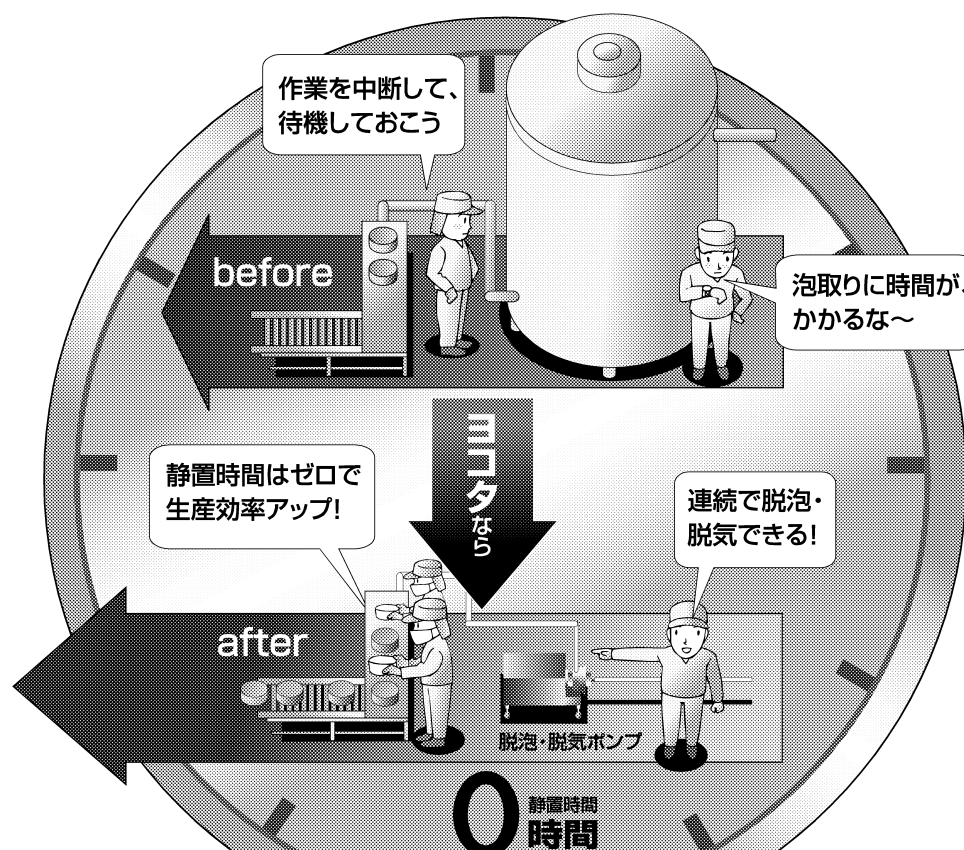 作業を中断して、
待機しておこう
before
泡取りに時間が、
かかるな～
ヨコタなら
静置時間はゼロで
生産効率アップ!
連続で脱泡・
脱気できる!
after
脱泡・脱気ポンプ
0
静置時間
時間